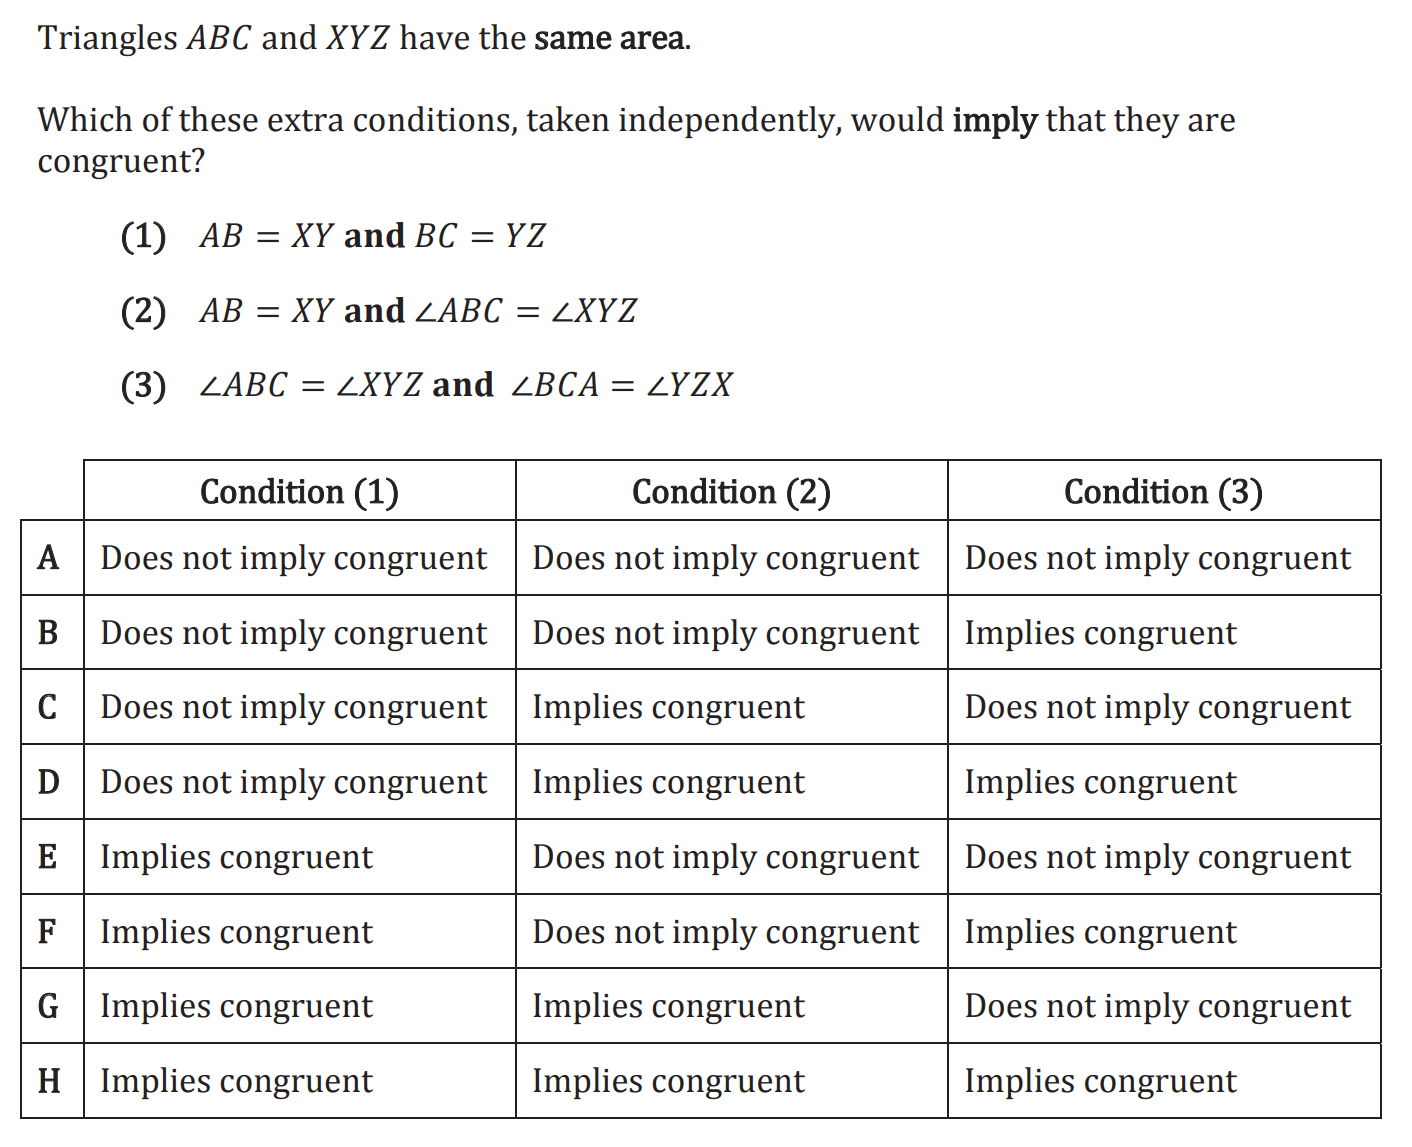 Triangles ABC and XYZ have the same area.
Which of these extra conditions, taken independently, would imply that they are
congruent?
(1) AB = XY and BC = YZ
(2) AB = XY and ∠ABC = ∠XYZ
(3) ∠ABC = ∠XYZ and ∠BCA = ∠YZX
Condition (1) Condition (2) Condition (3)
A Does not imply congruent Does not imply congruent Does not imply congruent
B Does not imply congruent Does not imply congruent Implies congruent
C Does not imply congruent Implies congruent Does not imply congruent
D Does not imply congruent Implies congruent Implies congruent
E Implies congruent Does not imply congruent Does not imply congruent
F Implies congruent Does not imply congruent Implies congruent
G Implies congruent Implies congruent Does not imply congruent
H Implies congruent Implies congruent Implies congruent